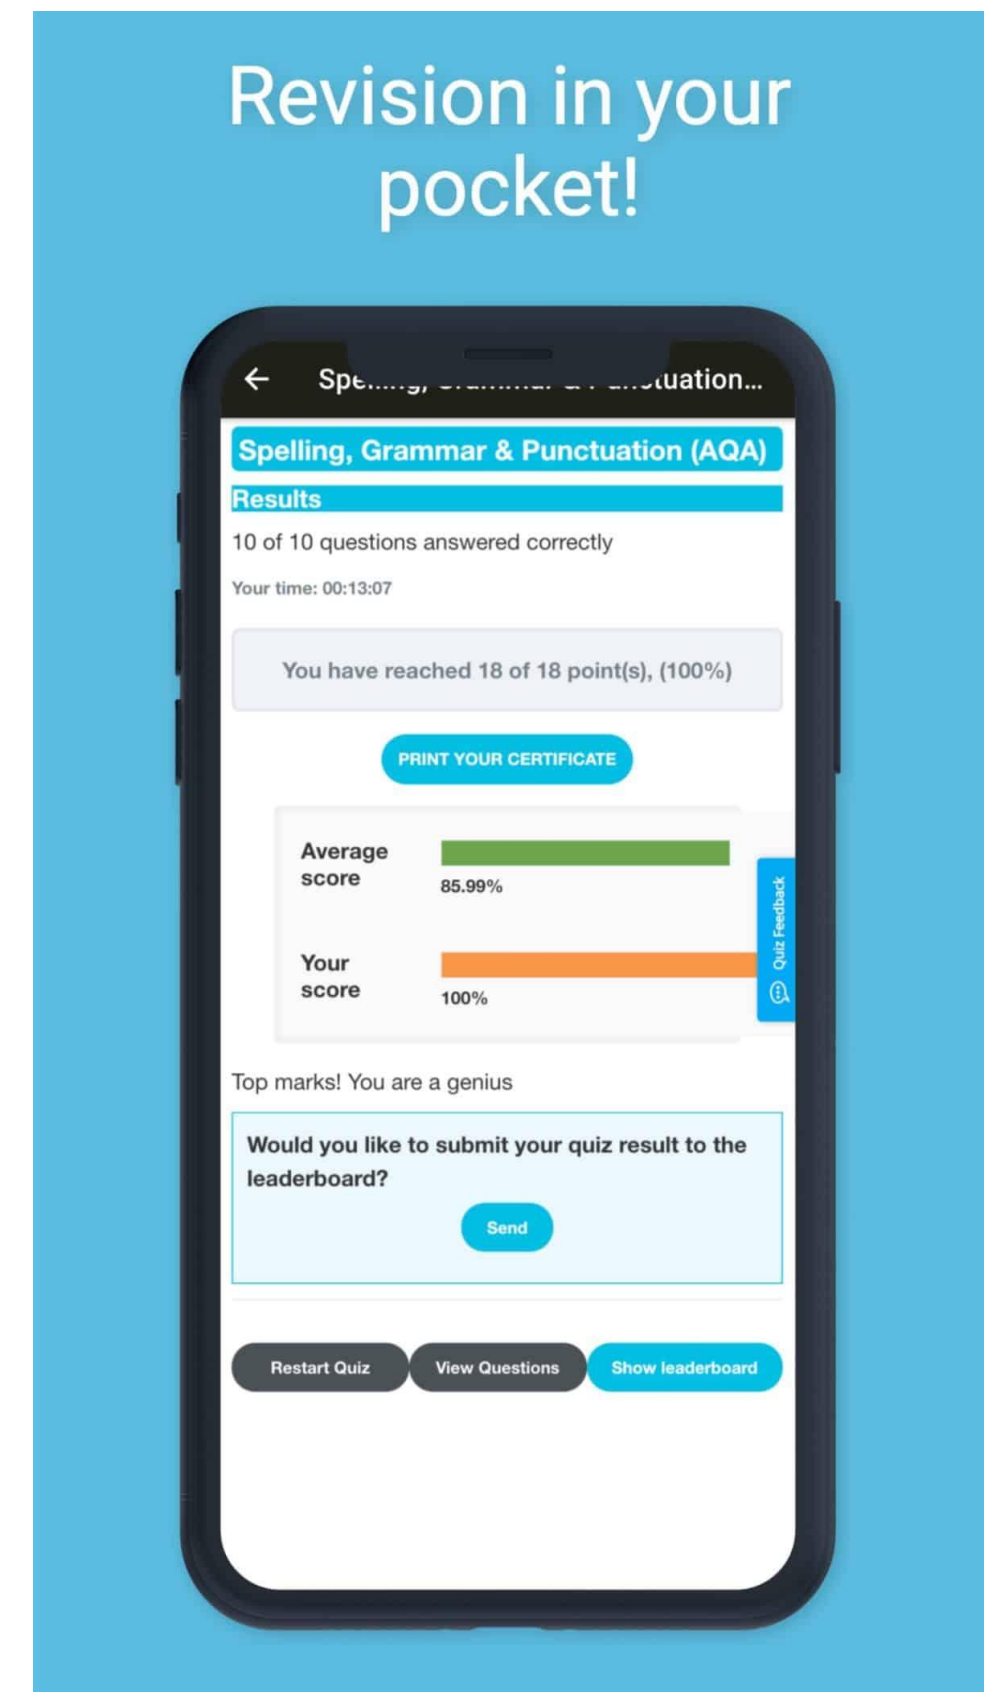 Revision in your
pocket!
Spelling, Grammar & Punctuation (AQA)
Results
10 of 10 questions answered correctly
Your time: 00:13:07
You have reached 18 of 18 point(s), (100%)
PRINT YOUR CERTIFICATE
Average
score
85.99%
Your
score
100%
Quiz Feedback
Top marks! You are a genius
Would you like to submit your quiz result to the
leaderboard?
Send
Restart Quiz View Questions Show leaderboard